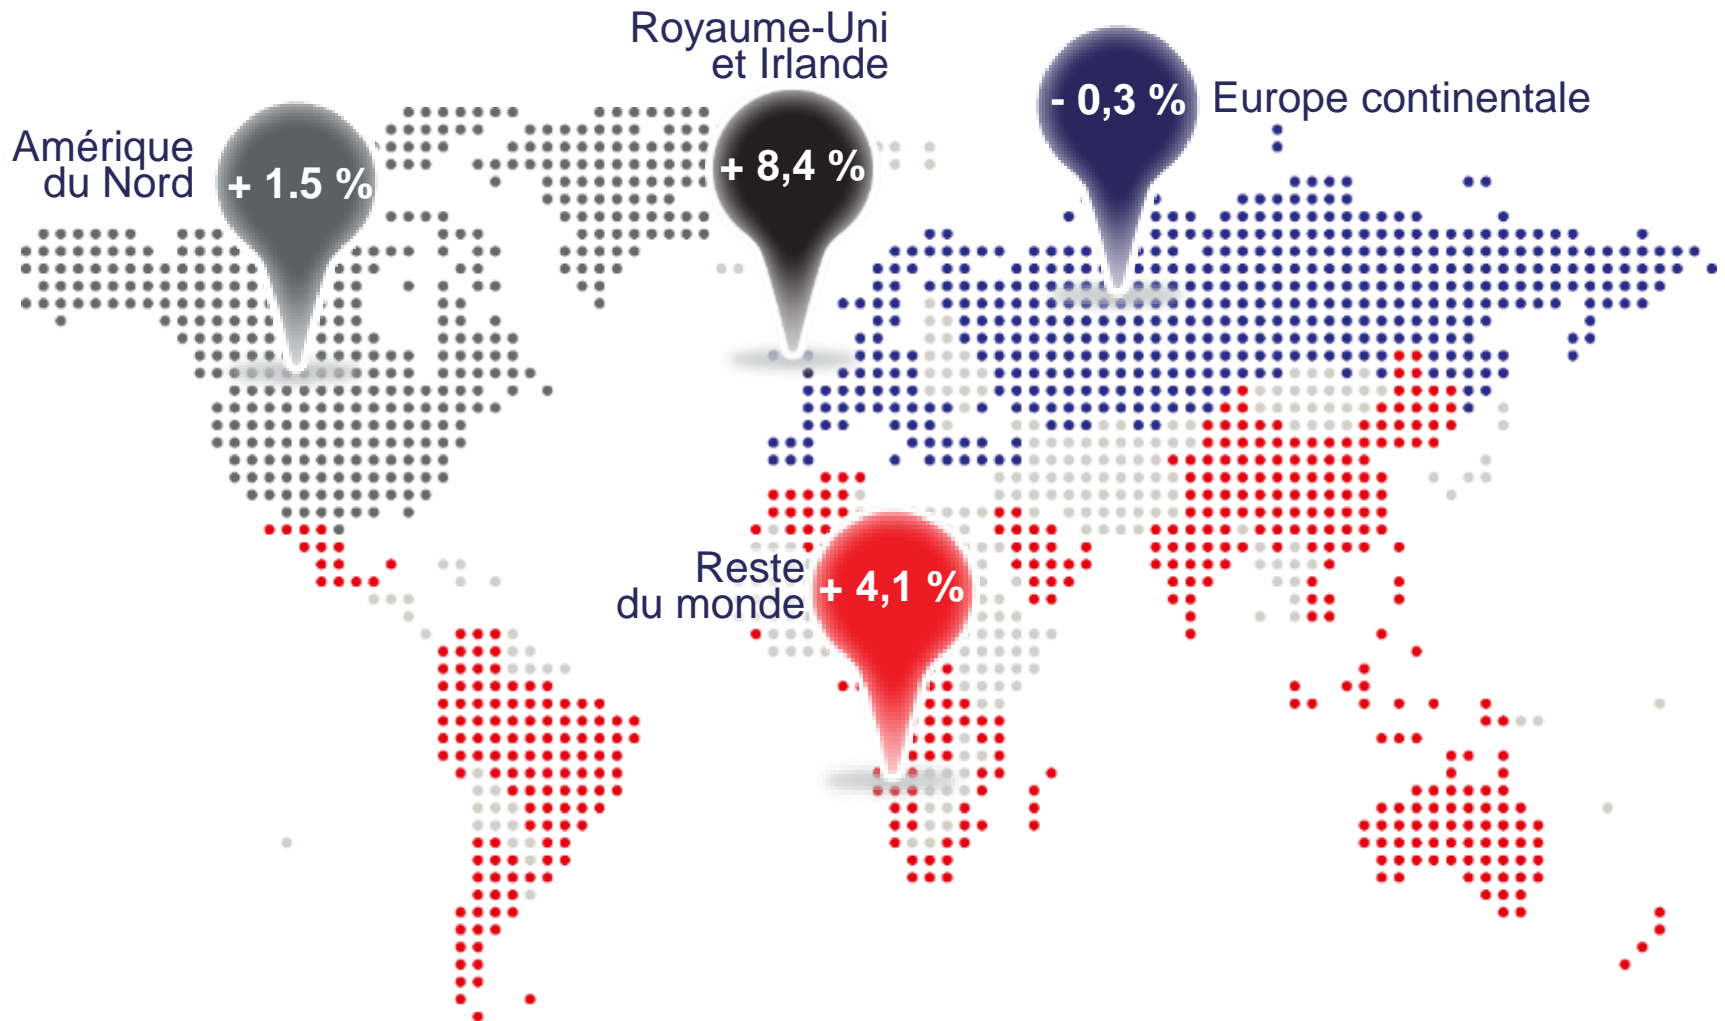 Royaume-Uni
et Irlande
+ 8,4 %
- 0,3 %
Europe continentale
Amérique
du Nord
+ 1.5 %
Reste
du monde
+ 4,1 %